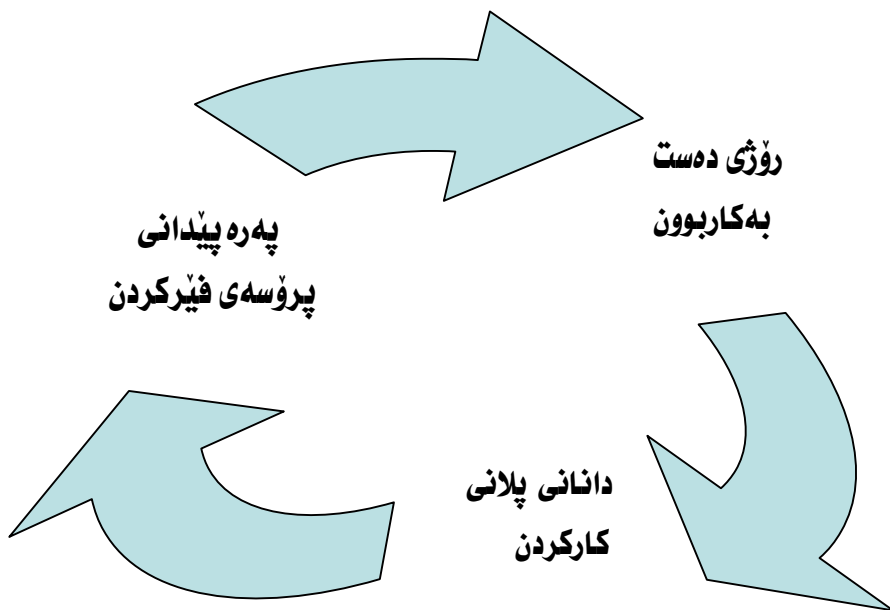 رۆژی دەست
بەکاربوون
پەرە پێدانی
پرۆسەی فێرکردن
دانانی پلانی
کارکردن